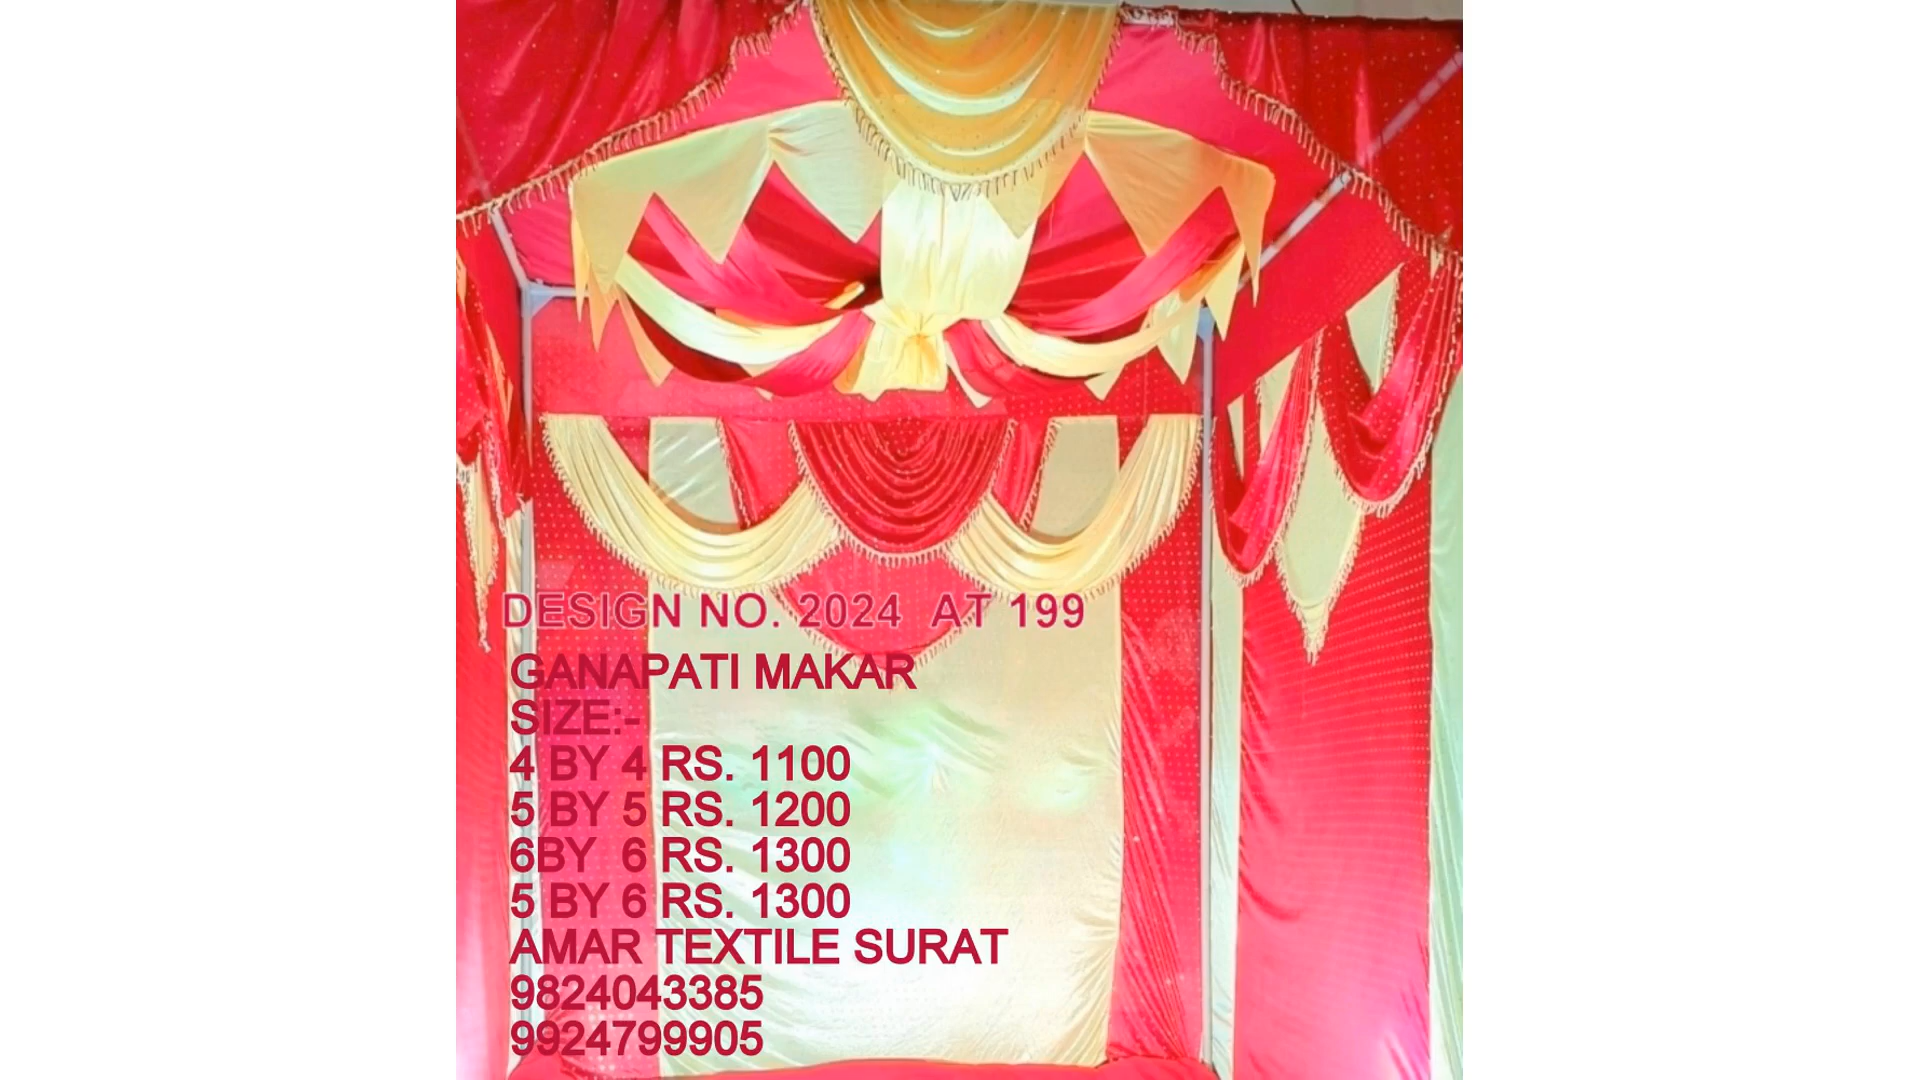 DESIGN NO. 2024 AT 199
GANAPATI MAKAR
SIZE:-
4 BY 4 RS. 1100
5 BY 5 RS. 1200
6BY 6 RS. 1300
5 BY 6 RS. 1300
AMAR TEXTILE SURAT
9824043385
9924799905